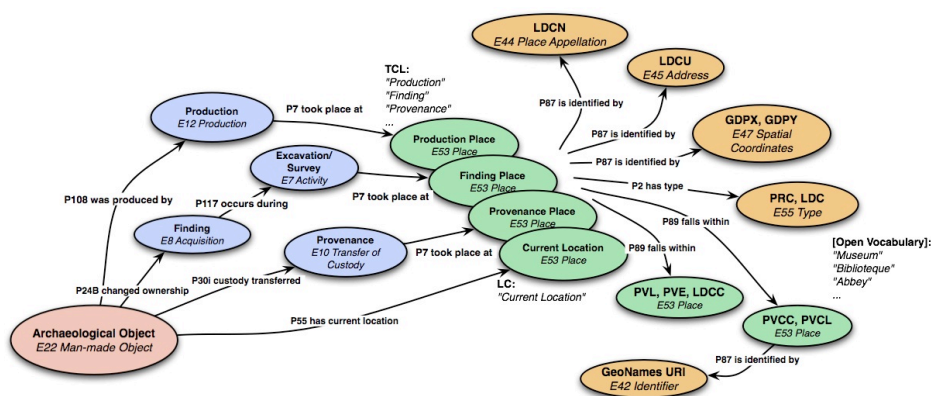 LDCN
E44 Place Appellation
LDCU
E45 Address
TCL:
"Production"
"Finding"
"Provenance"
...
P87 is identified by
Production
E12 Production
P7 took place at
GDPX, GDPY
E47 Spatial
Coordinates
P87 is identified by
Production Place
E53 Place
Excavation/
Survey
E7 Activity
P87 is identified by
Finding Place
E53 Place
P2 has type
PRC, LDC
E55 Type
P108 was produced by
P117 occurs during
P7 took place at
Provenance Place
E53 Place
P89 falls within
Finding
E8 Acquisition
Provenance
E10 Transfer of
Custody
P7 took place at
Current Location
E53 Place
P89 falls within
[Open Vocabulary]:
"Museum"
"Biblioteque"
"Abbey"
...
P24B changed ownership
P30i custody transferred
LC:
"Current Location"
PVL, PVE, LDCC
E53 Place
P55 has current location
PVCC, PVCL
E53 Place
Archaeological Object
E22 Man-made Object
P87 is identified by
GeoNames URI
E42 Identifier